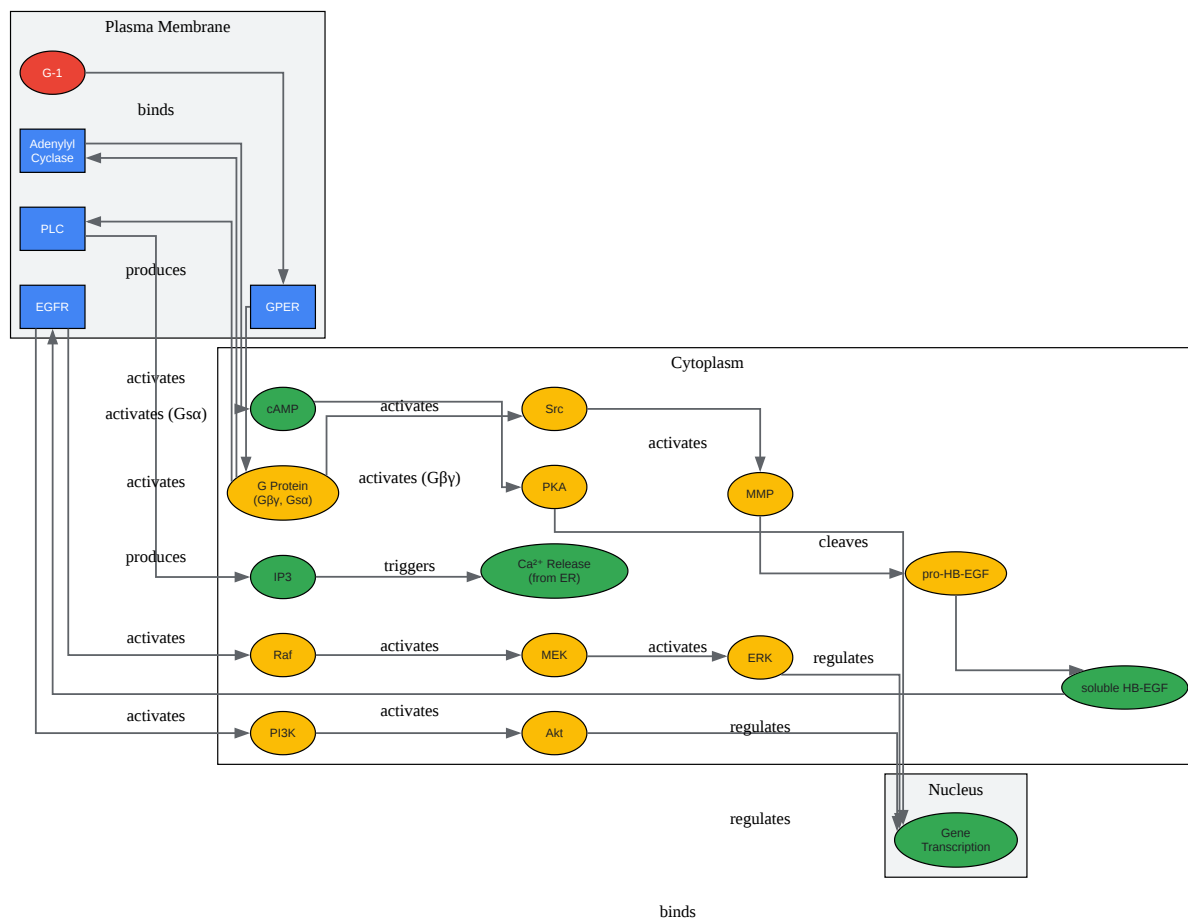 Plasma Membrane
G-1
binds
Adenylyl
Cyclase
PLC
produces
EGFR
GPER
Cytoplasm
activates
cAMP
activates
Src
activates (Gsα)
activates
activates (Gβγ)
activates
G Protein
(Gβγ, Gsα)
PKA
MMP
cleaves
produces
IP3
triggers
Ca²⁺ Release
(from ER)
pro-HB-EGF
activates
Raf
activates
MEK
activates
ERK
regulates
soluble HB-EGF
activates
PI3K
activates
Akt
regulates
Nucleus
regulates
Gene
Transcription
binds